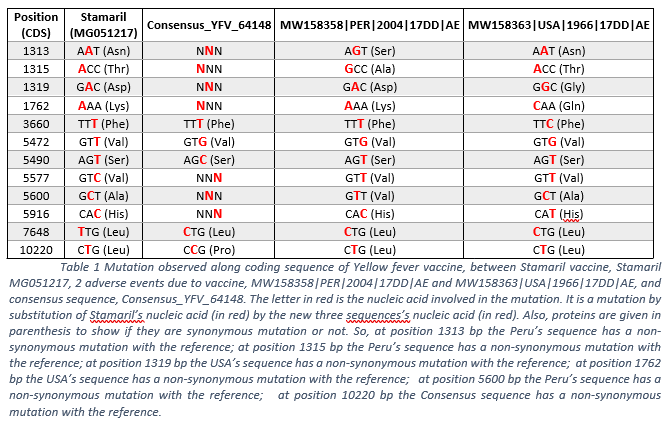 Position (CDS) Stamaril (MG051217) Consensus_YFV_64148 MW158358|PER|2004|17DD|AE MW158363|USA|1966|17DD|AE
1313 AAT (Asn) NNN AGT (Ser) AAT (Asn)
1315 ACC (Thr) NNN GCC (Ala) ACC (Thr)
1319 GAC (Asp) NNN GAC (Asp) GGC (Gly)
1762 AAA (Lys) NNN AAA (Lys) CAA (Gln)
3660 TTT (Phe) TTT (Phe) TTT (Phe) TTC (Phe)
5472 GTT (Val) GTG (Val) GTG (Val) GTG (Val)
5490 AGT (Ser) AGC (Ser) AGT (Ser) AGT (Ser)
5577 GTC (Val) NNN GTT (Val) GTT (Val)
5600 GCT (Ala) NNN GTT (Val) GCT (Ala)
5916 CAC (His) NNN CAC (His) CAT (His)
7648 TTG (Leu) CTG (Leu) CTG (Leu) CTG (Leu)
10220 CTG (Leu) CCG (Pro) CTG (Leu) CTG (Leu)
Table 1 Mutation observed along coding sequence of Yellow fever vaccine, between Stamaril vaccine, Stamaril
MG051217, 2 adverse events due to vaccine, MW158358|PER|2004|17DD|AE and MW158363|USA|1966|17DD|AE, and
consensus sequence, Consensus_YFV_64148. The letter in red is the nucleic acid involved in the mutation. It is a mutation by
substitution of Stamaril's nucleic acid (in red) by the new three sequences's nucleic acid (in red). Also, proteins are given in
parenthesis to show if they are synonymous mutation or not. So, at position 1313 bp the Peru's sequence has a non-
synonymous mutation with the reference; at position 1315 bp the Peru's sequence has a non-synonymous mutation with
the reference; at position 1319 bp the USA's sequence has a non-synonymous mutation with the reference; at position 1762
bp the USA's sequence has a non-synonymous mutation with the reference; at position 5600 bp the Peru's sequence has a
non-synonymous mutation with the reference; at position 10220 bp the Consensus sequence has a non-synonymous
mutation with the reference.